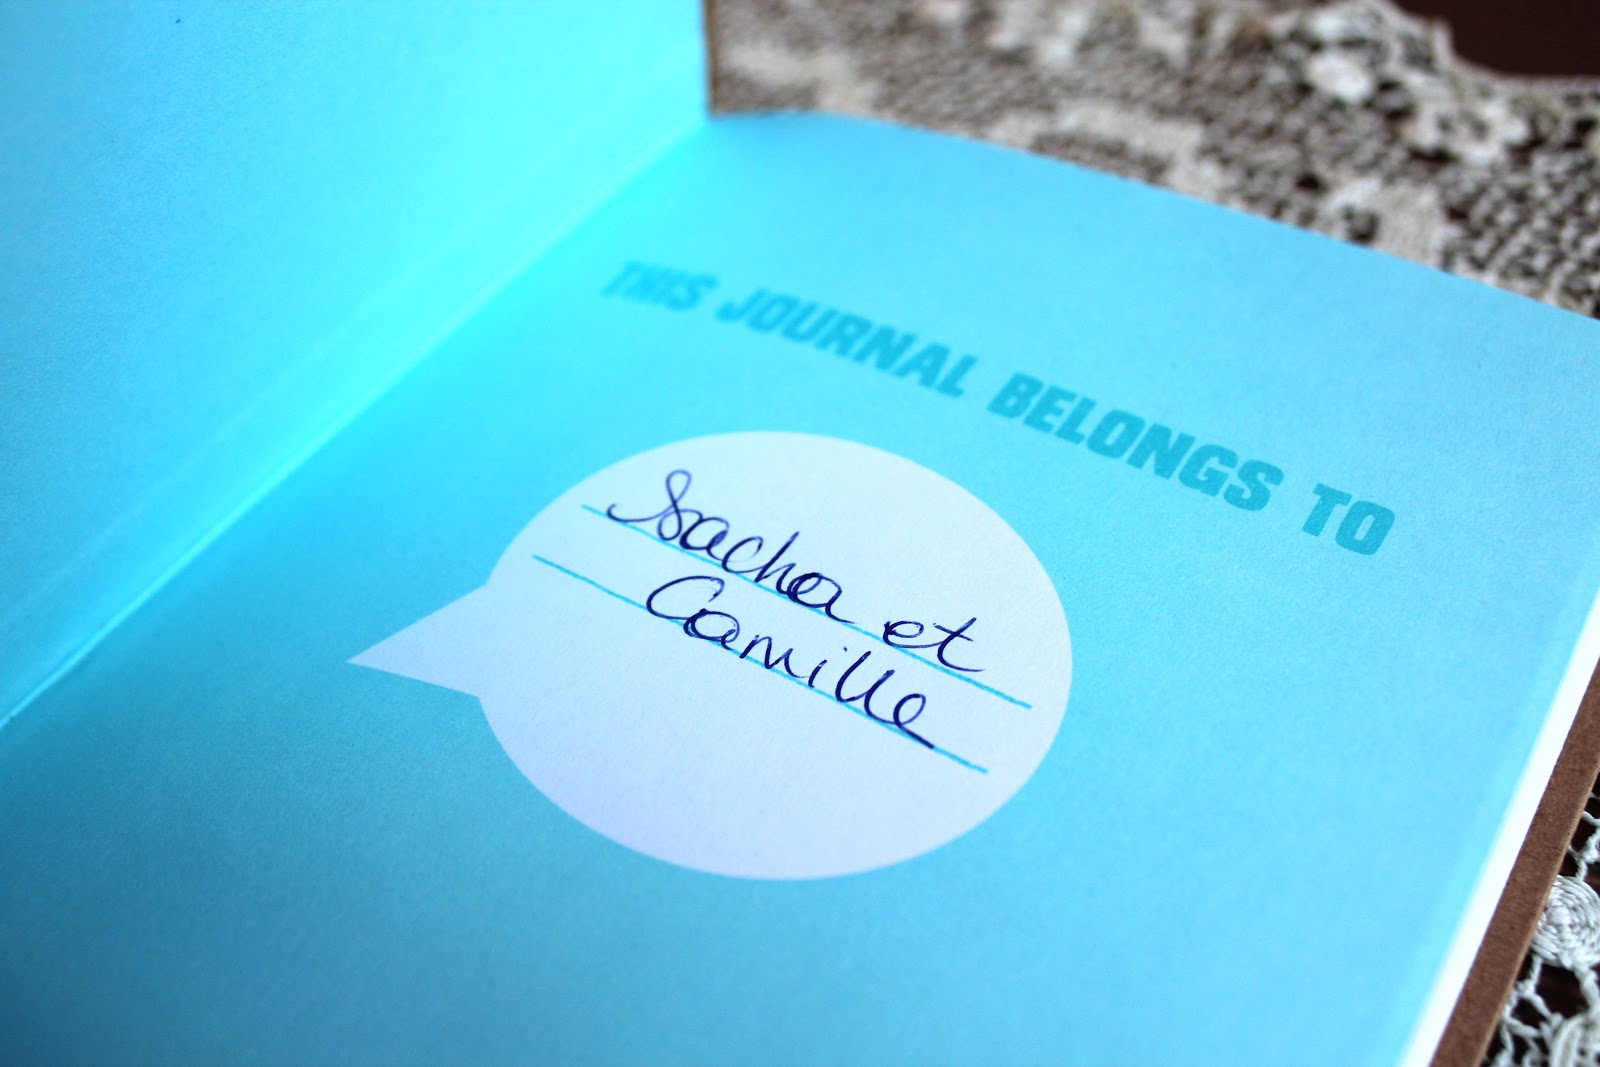 THIS JOURNAL BELONGS TO
Sacha et
Camille